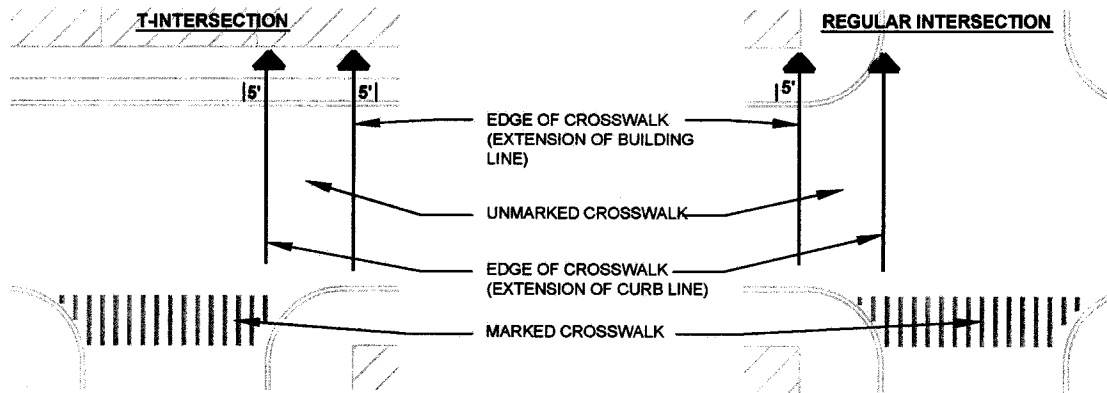 T-INTERSECTION
REGULAR INTERSECTION
5'
5'
5'
EDGE OF CROSSWALK
(EXTENSION OF BUILDING
LINE)
UNMARKED CROSSWALK
EDGE OF CROSSWALK
(EXTENSION OF CURB LINE)
MARKED CROSSWALK